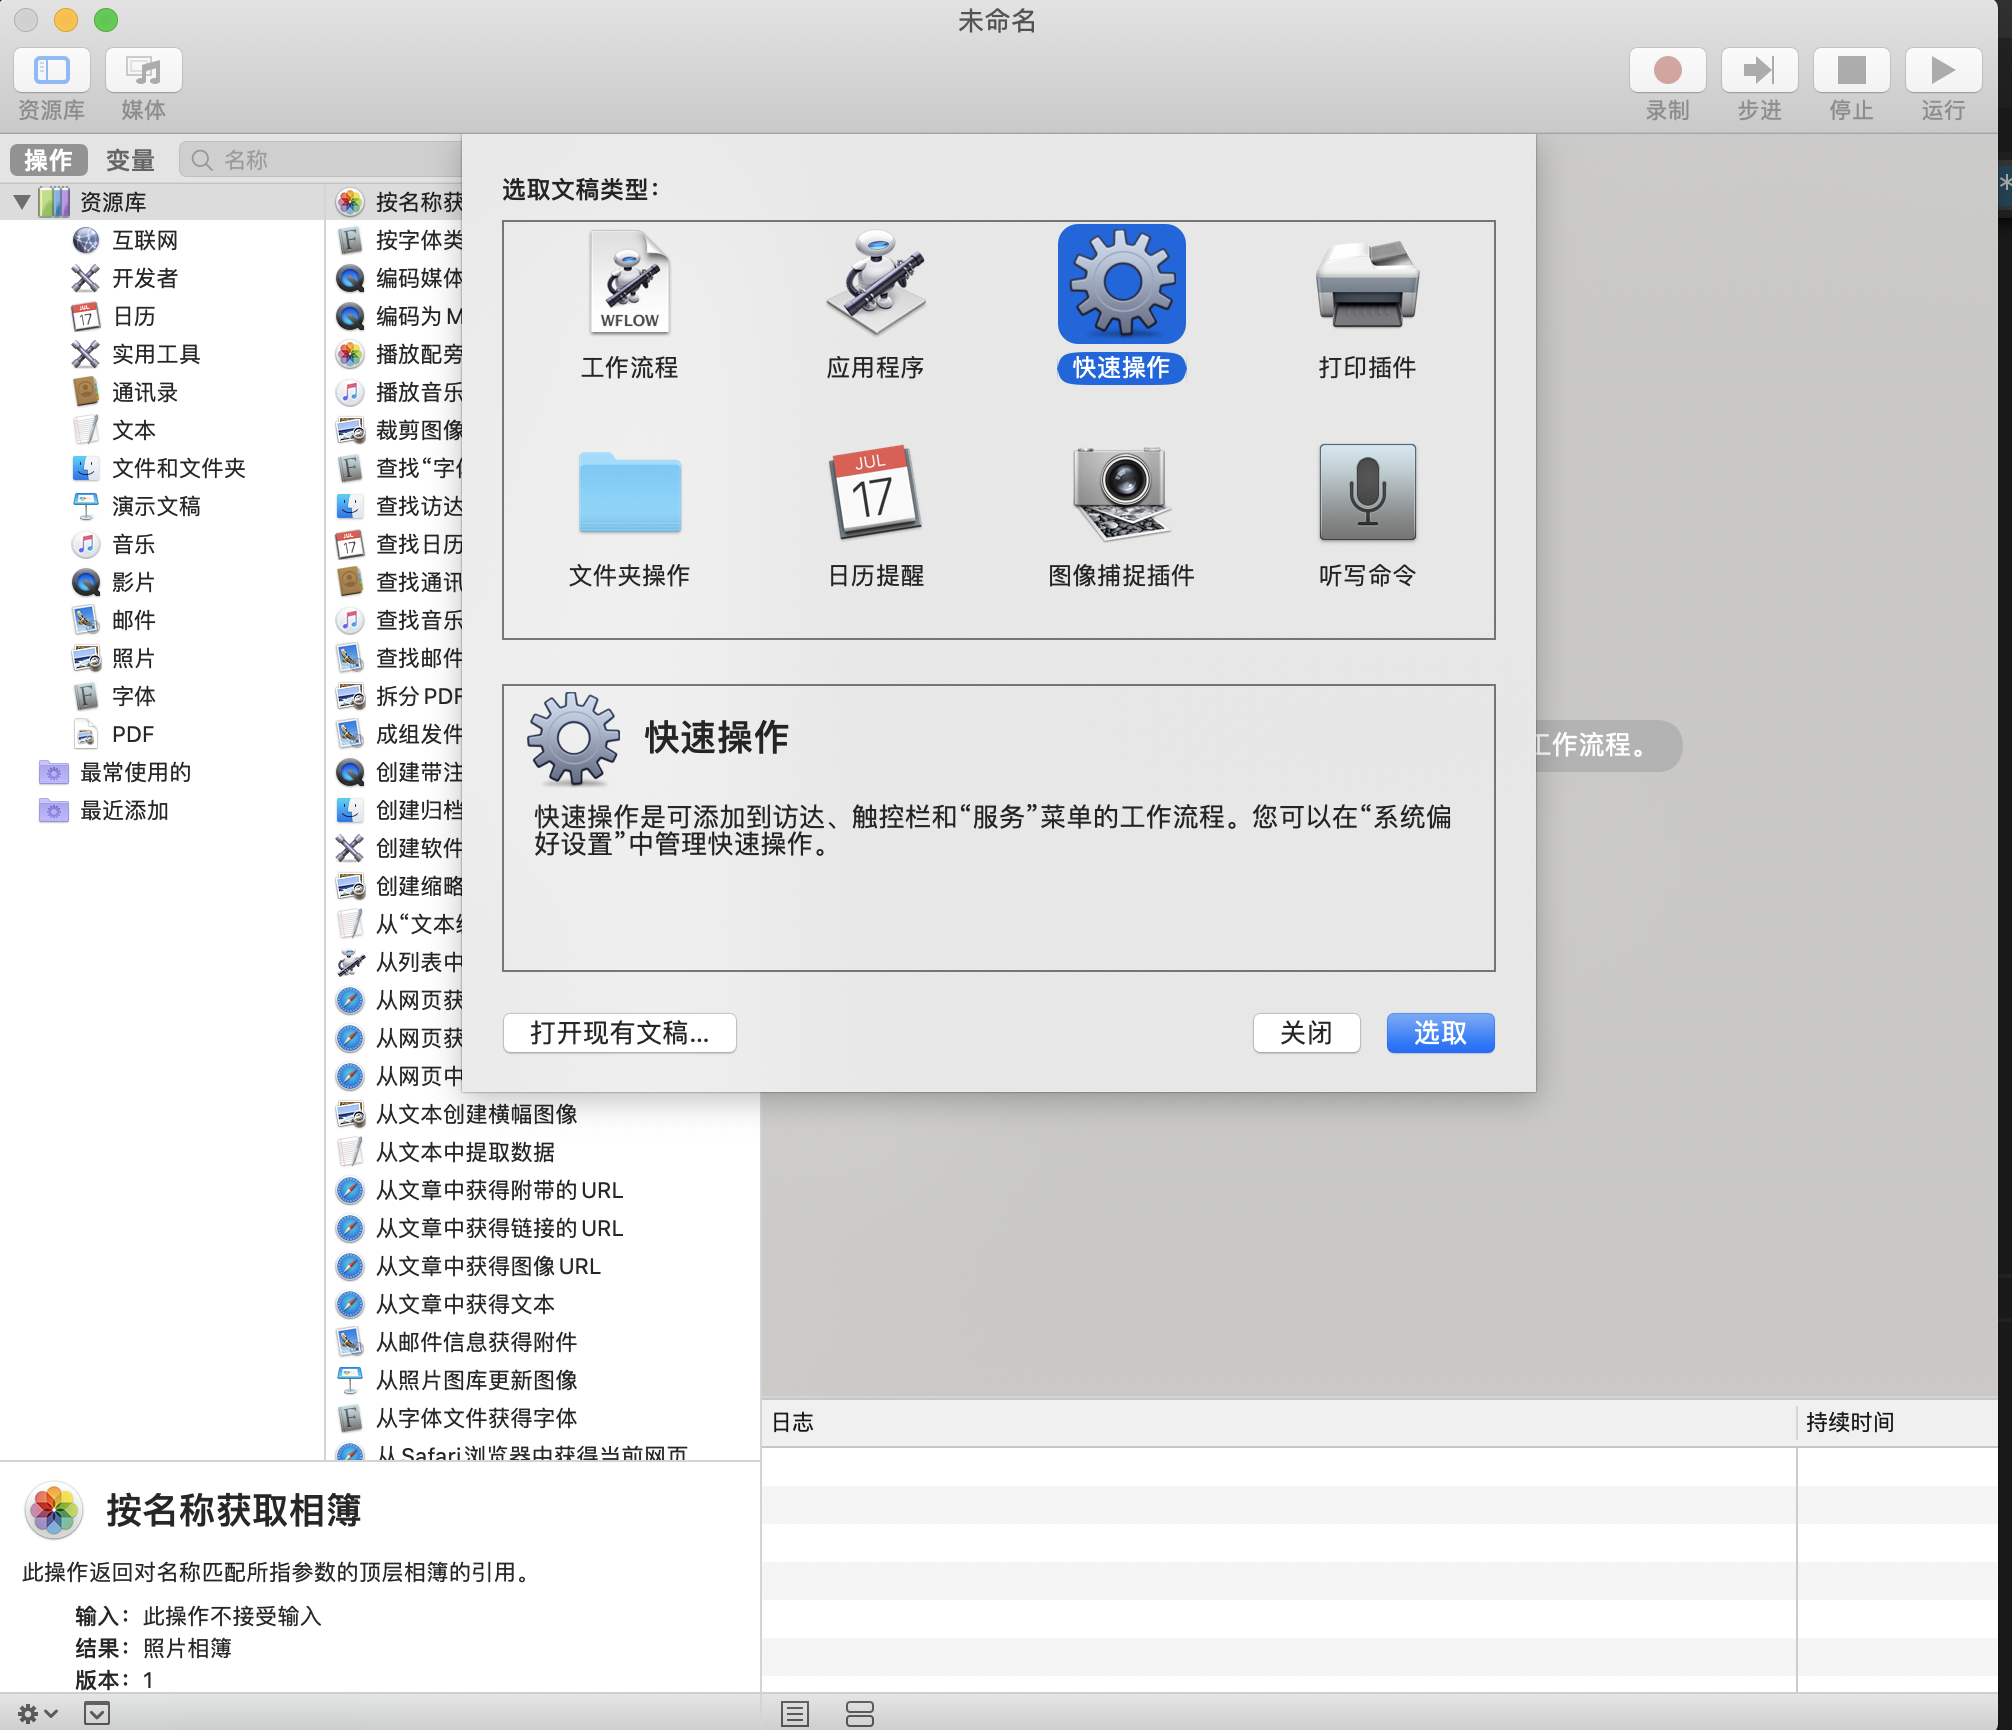 未命名
资源库
媒体
录制
步进
停止
运行
操作
变量
名称
资源库
互联网
开发者
日历
实用工具
通讯录
文本
文件和文件夹
演示文稿
音乐
影片
邮件
照片
字体
PDF
最常使用的
最近添加
按名称获
按字体类
编码媒体
编码为 M
播放配旁
播放音乐
裁剪图像
查找“字体
查找访达
查找日历
查找通讯
查找音乐
查找邮件
拆分 PDF
成组发件
创建带注
创建归档
创建软件
创建缩略
从“文本编
从列表中
从网页获
从网页获
从网页中
从文本创建横幅图像
从文本中提取数据
从文章中获得附带的 URL
从文章中获得链接的 URL
从文章中获得图像 URL
从文章中获得文本
从邮件信息获得附件
从照片图库更新图像
从字体文件获得字体
从 Safari 浏览器中获得当前网页
选取文稿类型：
WFLOW
工作流程
应用程序
快速操作
打印插件
文件夹操作
JUL
17
日历提醒
图像捕捉插件
听写命令
快速操作
快速操作是可添加到访达、触控栏和“服务”菜单的工作流程。您可以在“系统偏
好设置”中管理快速操作。
打开现有文稿...
关闭
选取
工作流程。
日志
持续时间
按名称获取相簿
此操作返回对名称匹配所指参数的顶层相簿的引用。
输入：此操作不接受输入
结果：照片相簿
版本：1